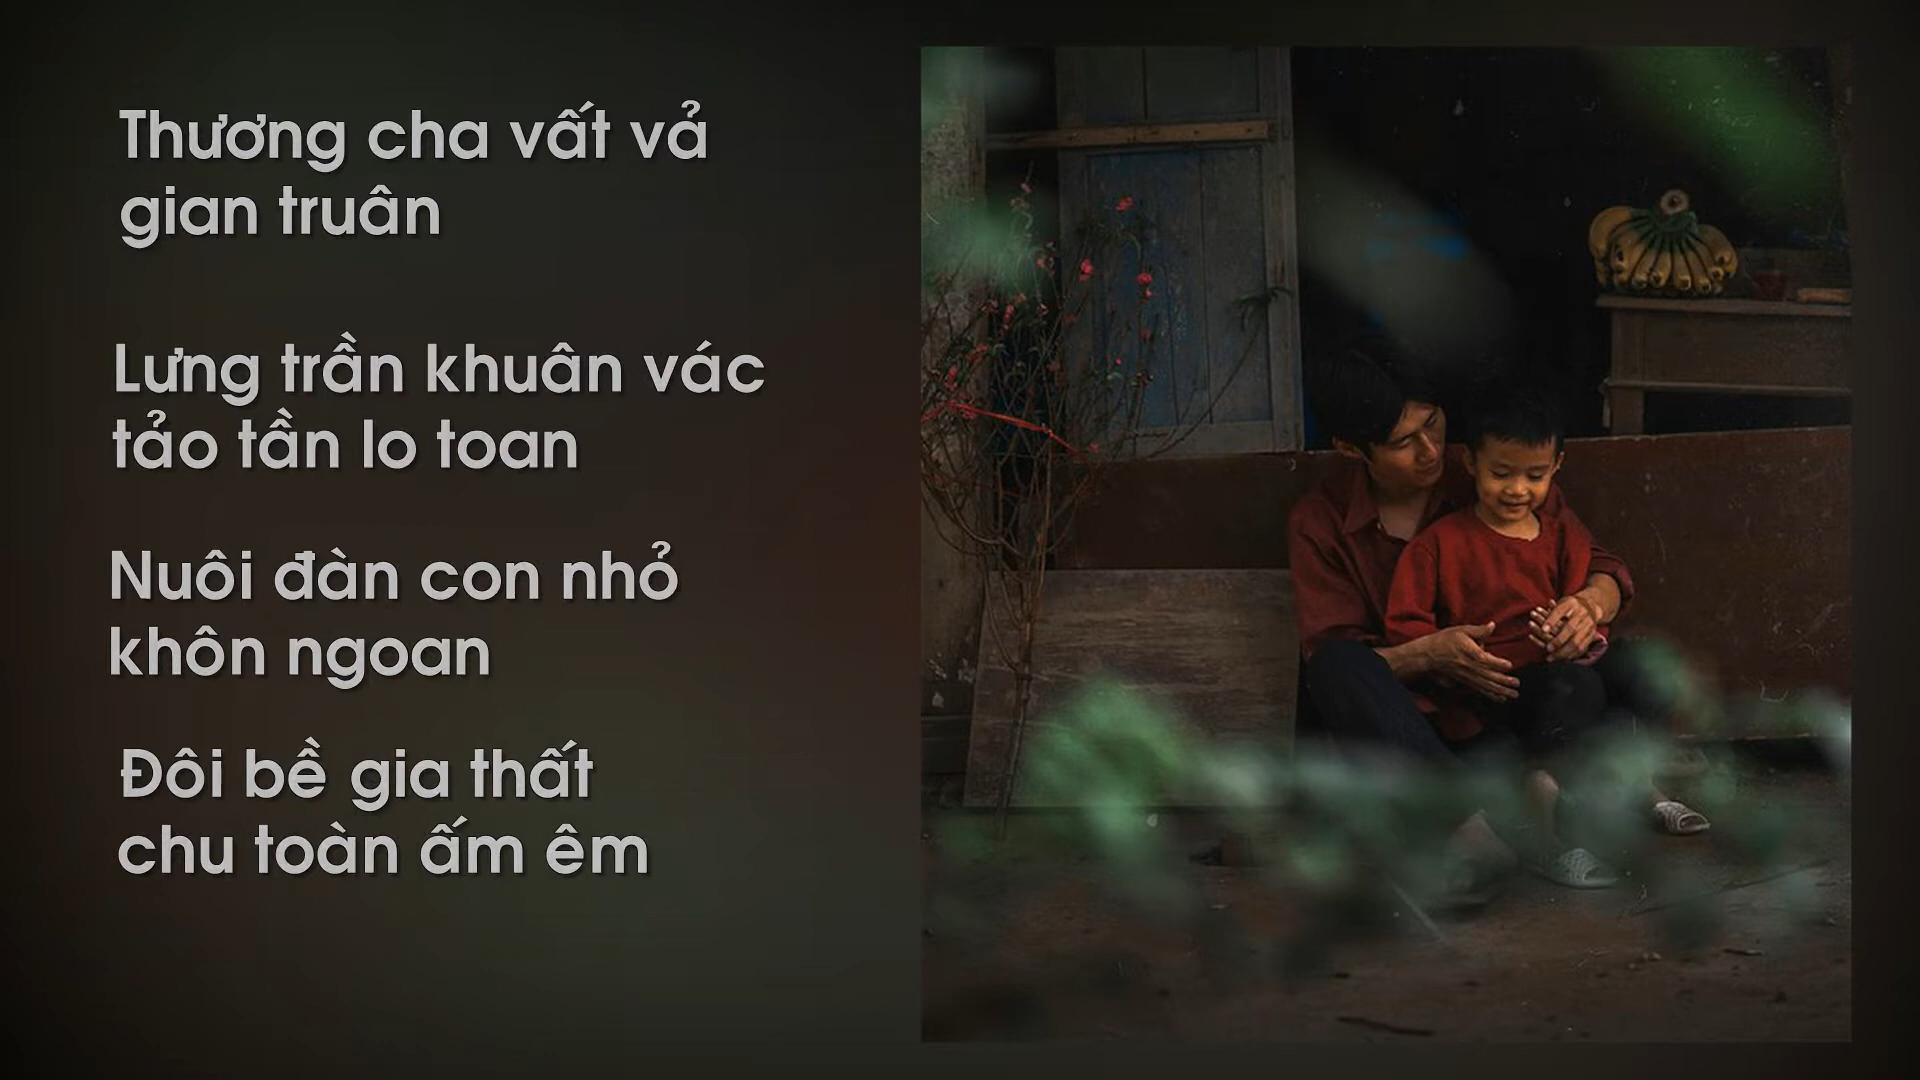 Thương cha vất vả
gian truân
Lưng trần khuân vác
tảo tần lo toan
Nuôi đàn con nhỏ
khôn ngoan
Đôi bề gia thất
chu toàn ấm êm